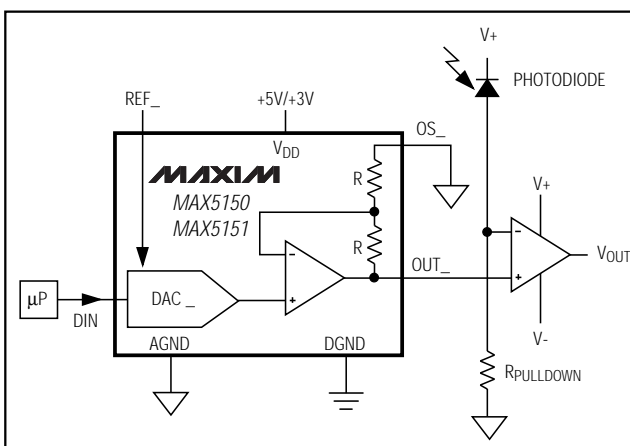 V+
PHOTODIODE
REF_
+5V/+3V
OS_
VDD
MAXIM
R
MAX5150
MAX5151
V+
R
-
-
VOUT
OUT_
µP
DAC _
+
+
DIN
V-
AGND
DGND
RPULLDOWN